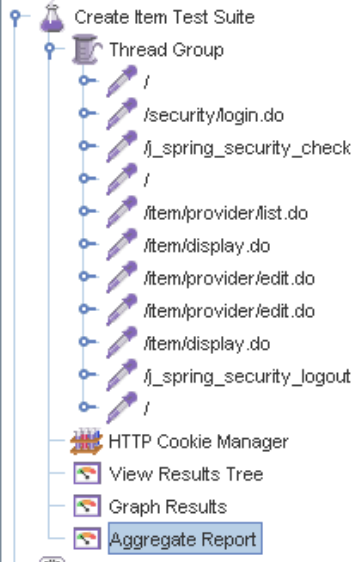 Create Item Test Suite
Thread Group
/
/security/login.do
/j_spring_security_check
/
/item/provider/list.do
/item/display.do
/item/provider/edit.do
/item/provider/edit.do
/item/display.do
/j_spring_security_logout
/
HTTP Cookie Manager
View Results Tree
Graph Results
Aggregate Report